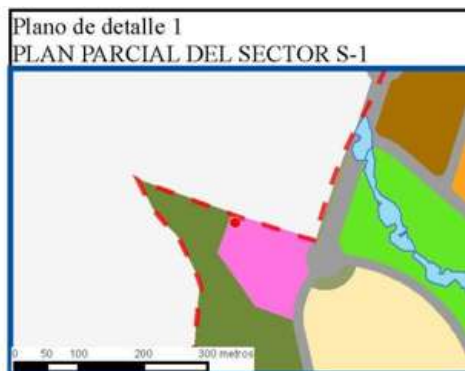 Plano de detalle 1
PLAN PARCIAL DEL SECTOR S-1
0 50 100 200 300 metros